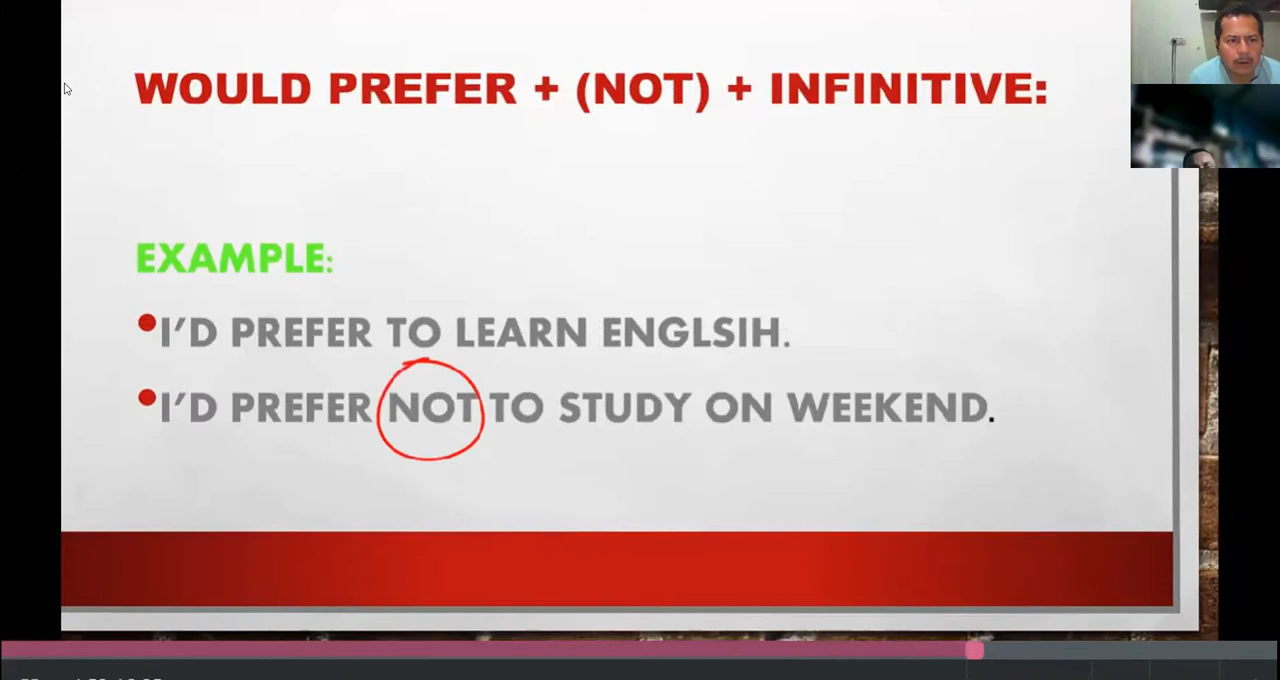 WOULD PREFER + (NOT) + INFINITIVE:
EXAMPLE:
•I'D PREFER TO LEARN ENGLSIH.
•I'D PREFER NOT TO STUDY ON WEEKEND.